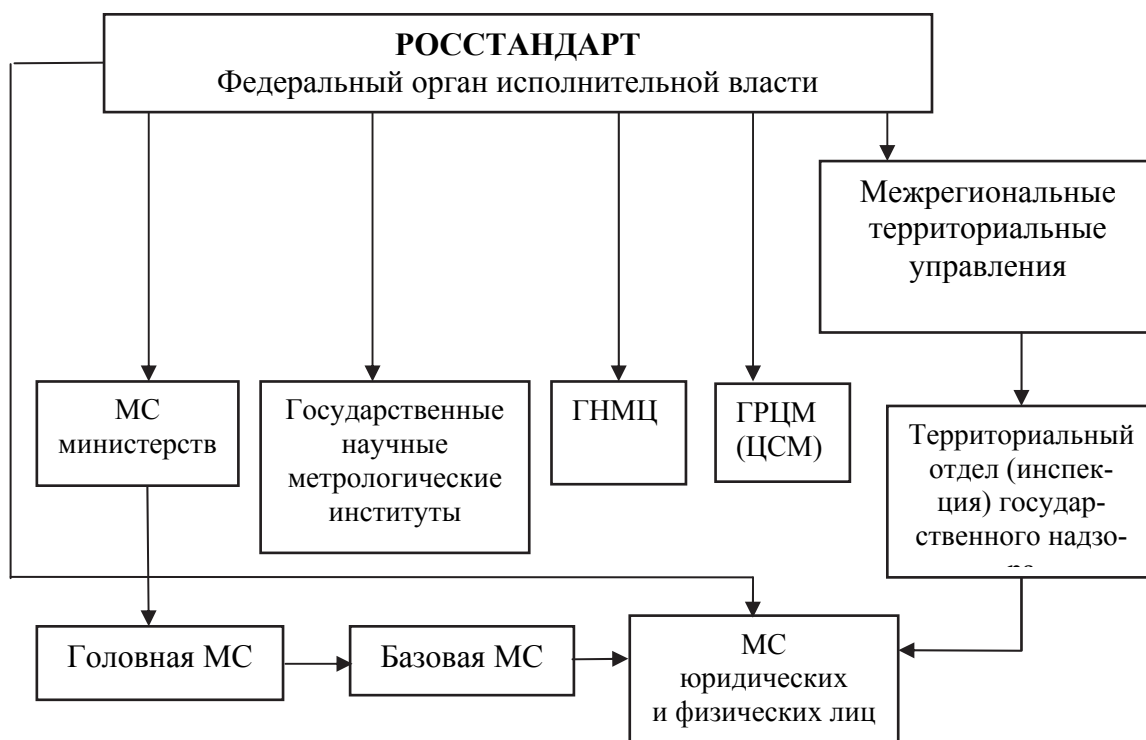 РОССТАНДАРТ
Федеральный орган исполнительной власти
Межрегиональные
территориальные
управления
МС
министерств
Государственные
научные
метрологические
институты
ГНМЦ
ГРЦМ
(ЦСМ)
Территориальный
отдел (инспек-
ция) государ-
ственного надзо-
Головная МС
Базовая МС
МС
юридических
и физических лиц